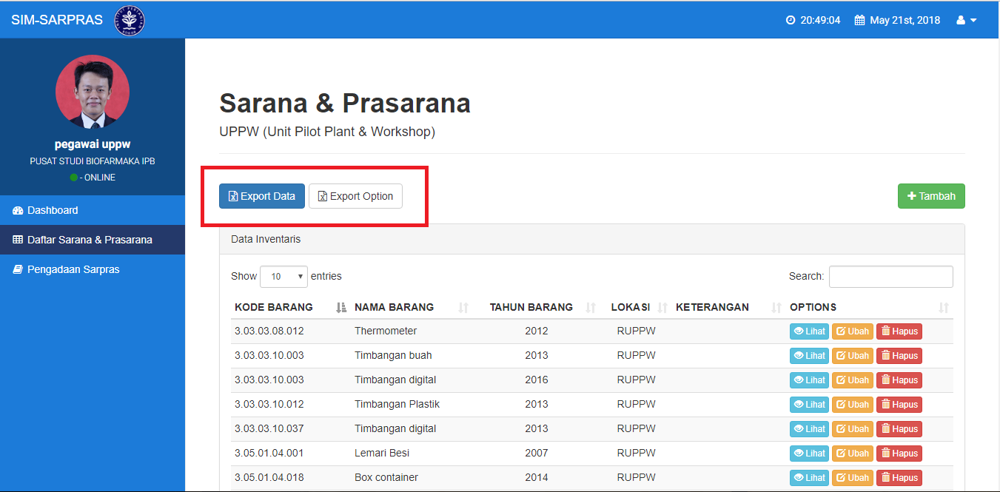 SIM-SARPRAS
20:49:04 May 21st, 2018
pegawai uppw
PUSAT STUDI BIOFARMAKA IPB
- ONLINE
Dashboard
Daftar Sarana & Prasarana
Pengadaan Sarpras
Sarana & Prasarana
UPPW (Unit Pilot Plant & Workshop)
Export Data Export Option
Tambah
Data Inventaris
Show 10 entries
Search:
KODE BARANG NAMA BARANG TAHUN BARANG LOKASI KETERANGAN OPTIONS
3.03.03.08.012 Thermometer 2012 RUPPW Lihat Ubah Hapus
3.03.03.10.003 Timbangan buah 2013 RUPPW Lihat Ubah Hapus
3.03.03.10.003 Timbangan digital 2016 RUPPW Lihat Ubah Hapus
3.03.03.10.012 Timbangan Plastik 2013 RUPPW Lihat Ubah Hapus
3.03.03.10.037 Timbangan digital 2013 RUPPW Lihat Ubah Hapus
3.05.01.04.001 Lemari Besi 2007 RUPPW Lihat Ubah Hapus
3.05.01.04.018 Box container 2014 RUPPW Lihat Ubah Hapus